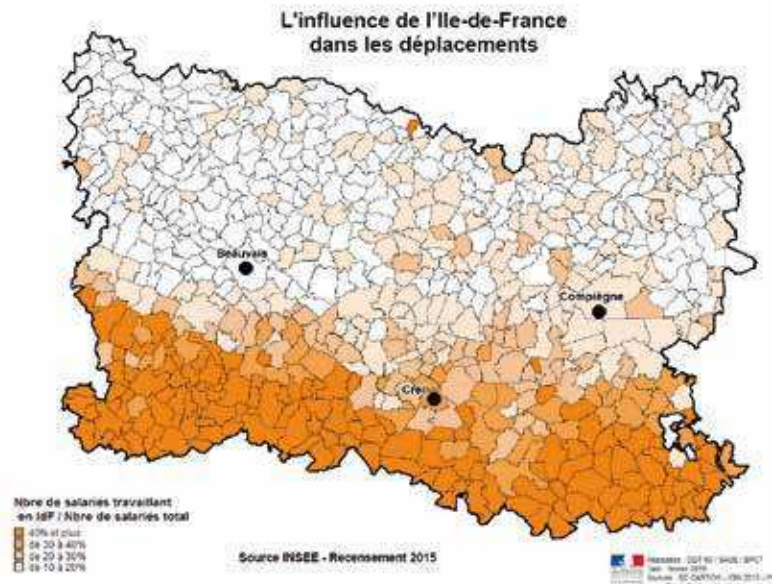 L'influence de l'Ile-de-France
dans les déplacements
Beauvais
Compiègne
Creil
Nbre de salariés travaillant
en IdF / Nbre de salariés total
40% et plus
de 30 à 40%
de 20 à 30%
de 10 à 20%
Source INSEE - Recensement 2015